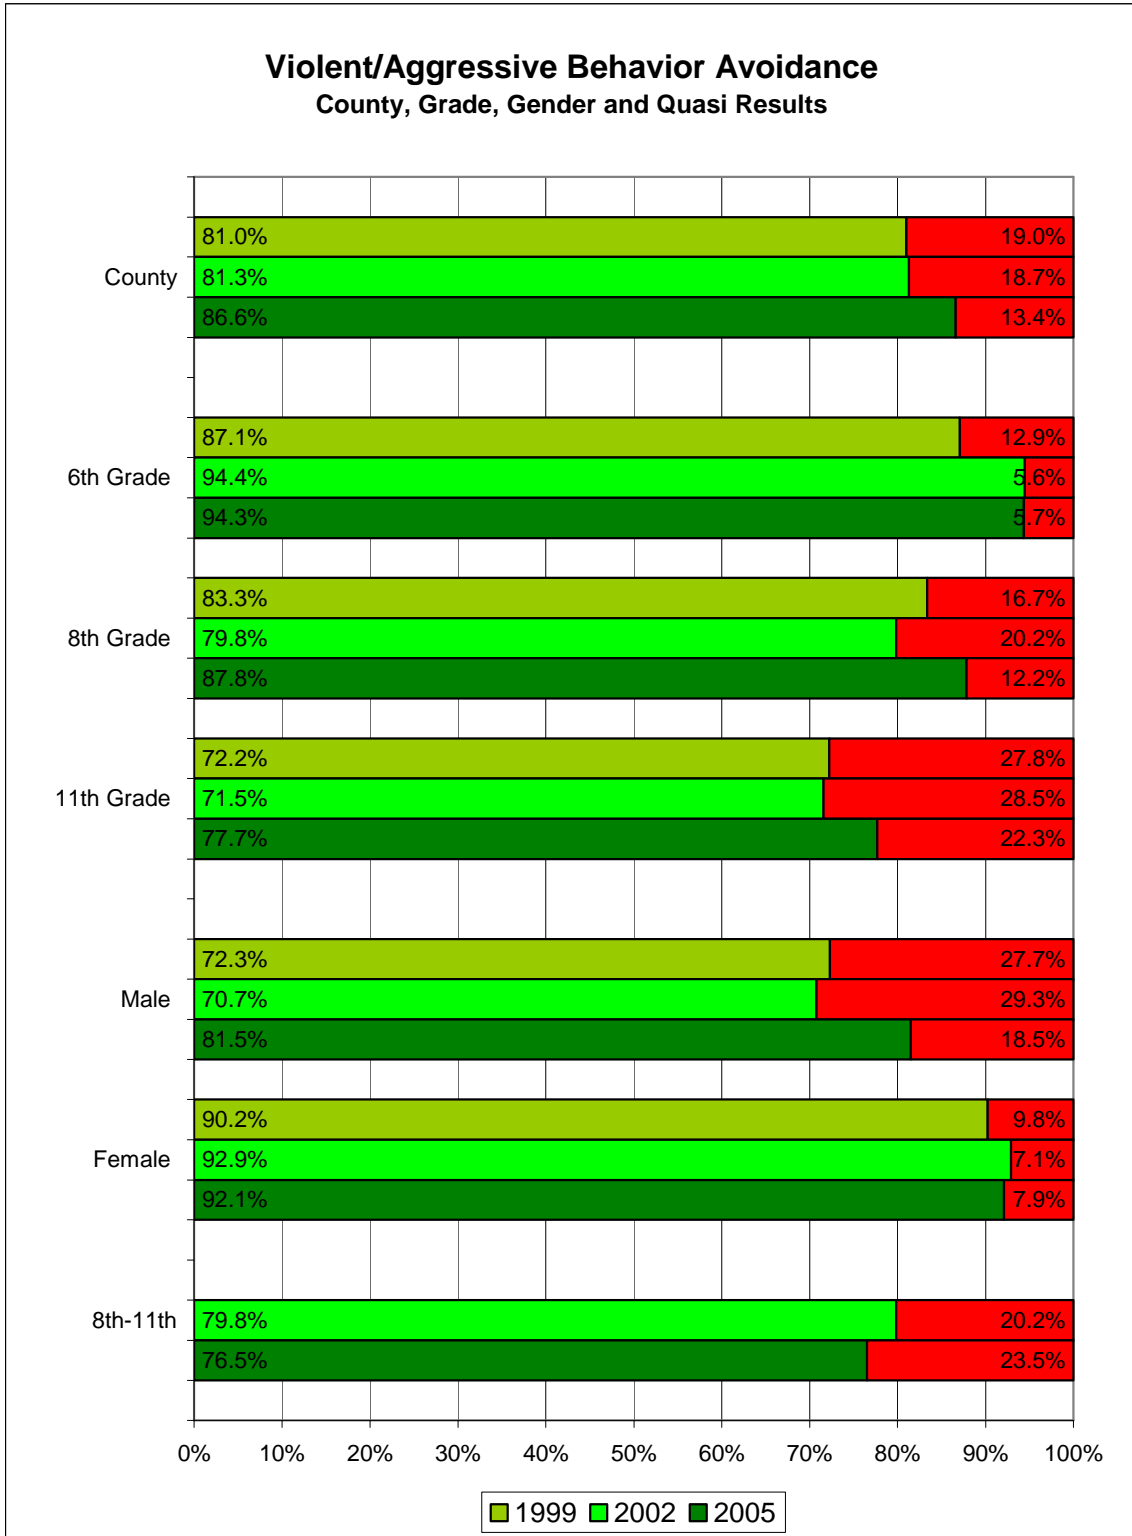 Violent/Aggressive Behavior Avoidance
County, Grade, Gender and Quasi Results
81.0% 19.0%
County 81.3% 18.7%
86.6% 13.4%
87.1% 12.9%
6th Grade 94.4% 5.6%
94.3% 5.7%
83.3% 16.7%
8th Grade 79.8% 20.2%
87.8% 12.2%
72.2% 27.8%
11th Grade 71.5% 28.5%
77.7% 22.3%
72.3% 27.7%
Male 70.7% 29.3%
81.5% 18.5%
90.2% 9.8%
Female 92.9% 7.1%
92.1% 7.9%
8th-11th 79.8% 20.2%
76.5% 23.5%
0% 10% 20% 30% 40% 50% 60% 70% 80% 90% 100%
1999 2002 2005